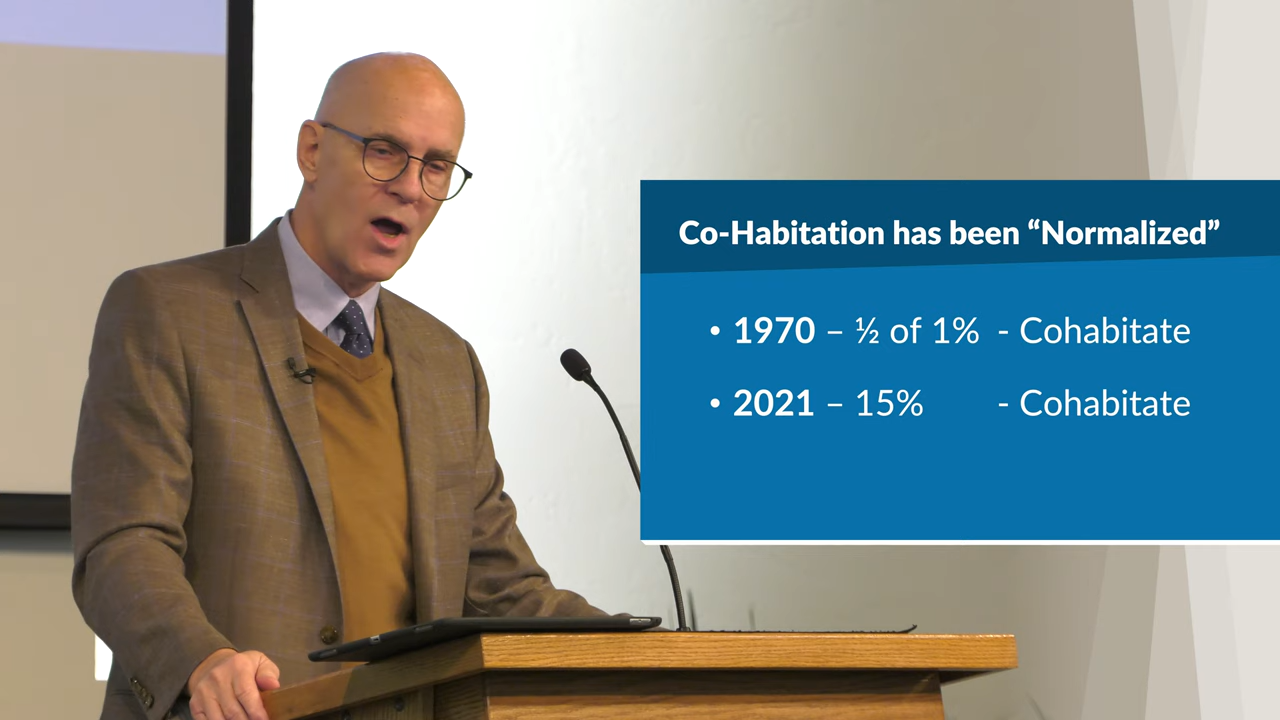 Co-Habitation has been “Normalized”
• 1970 – ½ of 1% - Cohabitate
• 2021 – 15% - Cohabitate